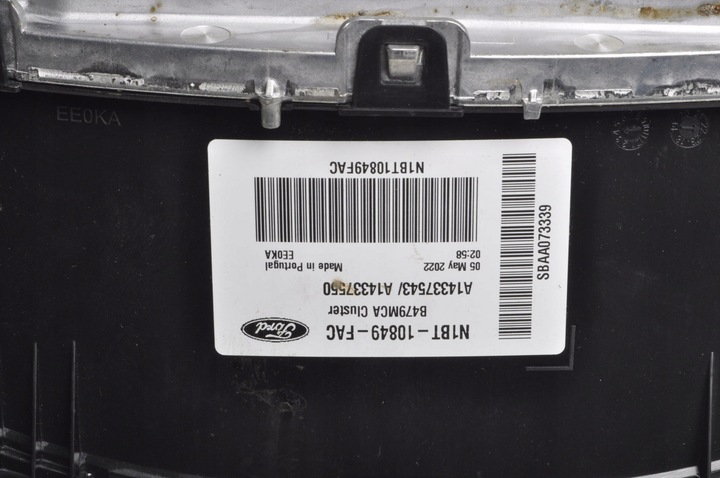 EE0KA
Ford
N1BT-10849-FAC
B479MCA Cluster
A14337543/ A14337550
05 May 2022 Made in Portugal
02:58 EE0KA
N1BT10849FAC
SBAA073339